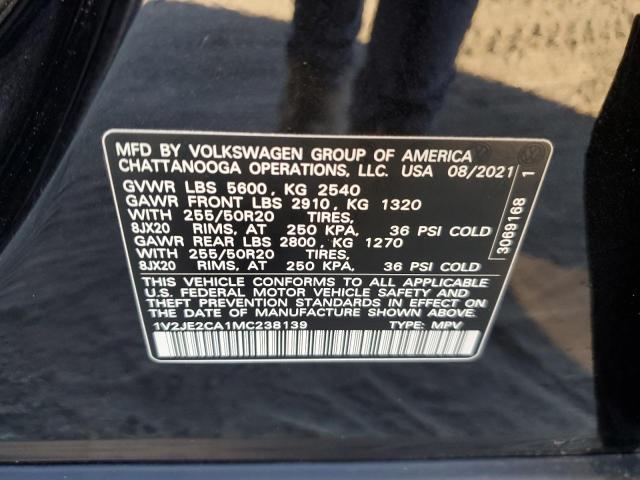 MFD BY VOLKSWAGEN GROUP OF AMERICA
CHATTANOOGA OPERATIONS, LLC. USA 08/2021
GVWR LBS 5600, KG 2540
GAWR FRONT LBS 2910, KG 1320
WITH 255/50R20 TIRES,
8JX20 RIMS, AT 250 KPA, 36 PSI COLD
GAWR REAR LBS 2800, KG 1270
WITH 255/50R20 TIRES,
8JX20 RIMS, AT 250 KPA, 36 PSI COLD
THIS VEHICLE CONFORMS TO ALL APPLICABLE
U.S. FEDERAL MOTOR VEHICLE SAFETY AND
THEFT PREVENTION STANDARDS IN EFFECT ON
THE DATE OF MANUFACTURE SHOWN ABOVE.
1V2JE2CA1MC238139 TYPE: MPV
3069168 1